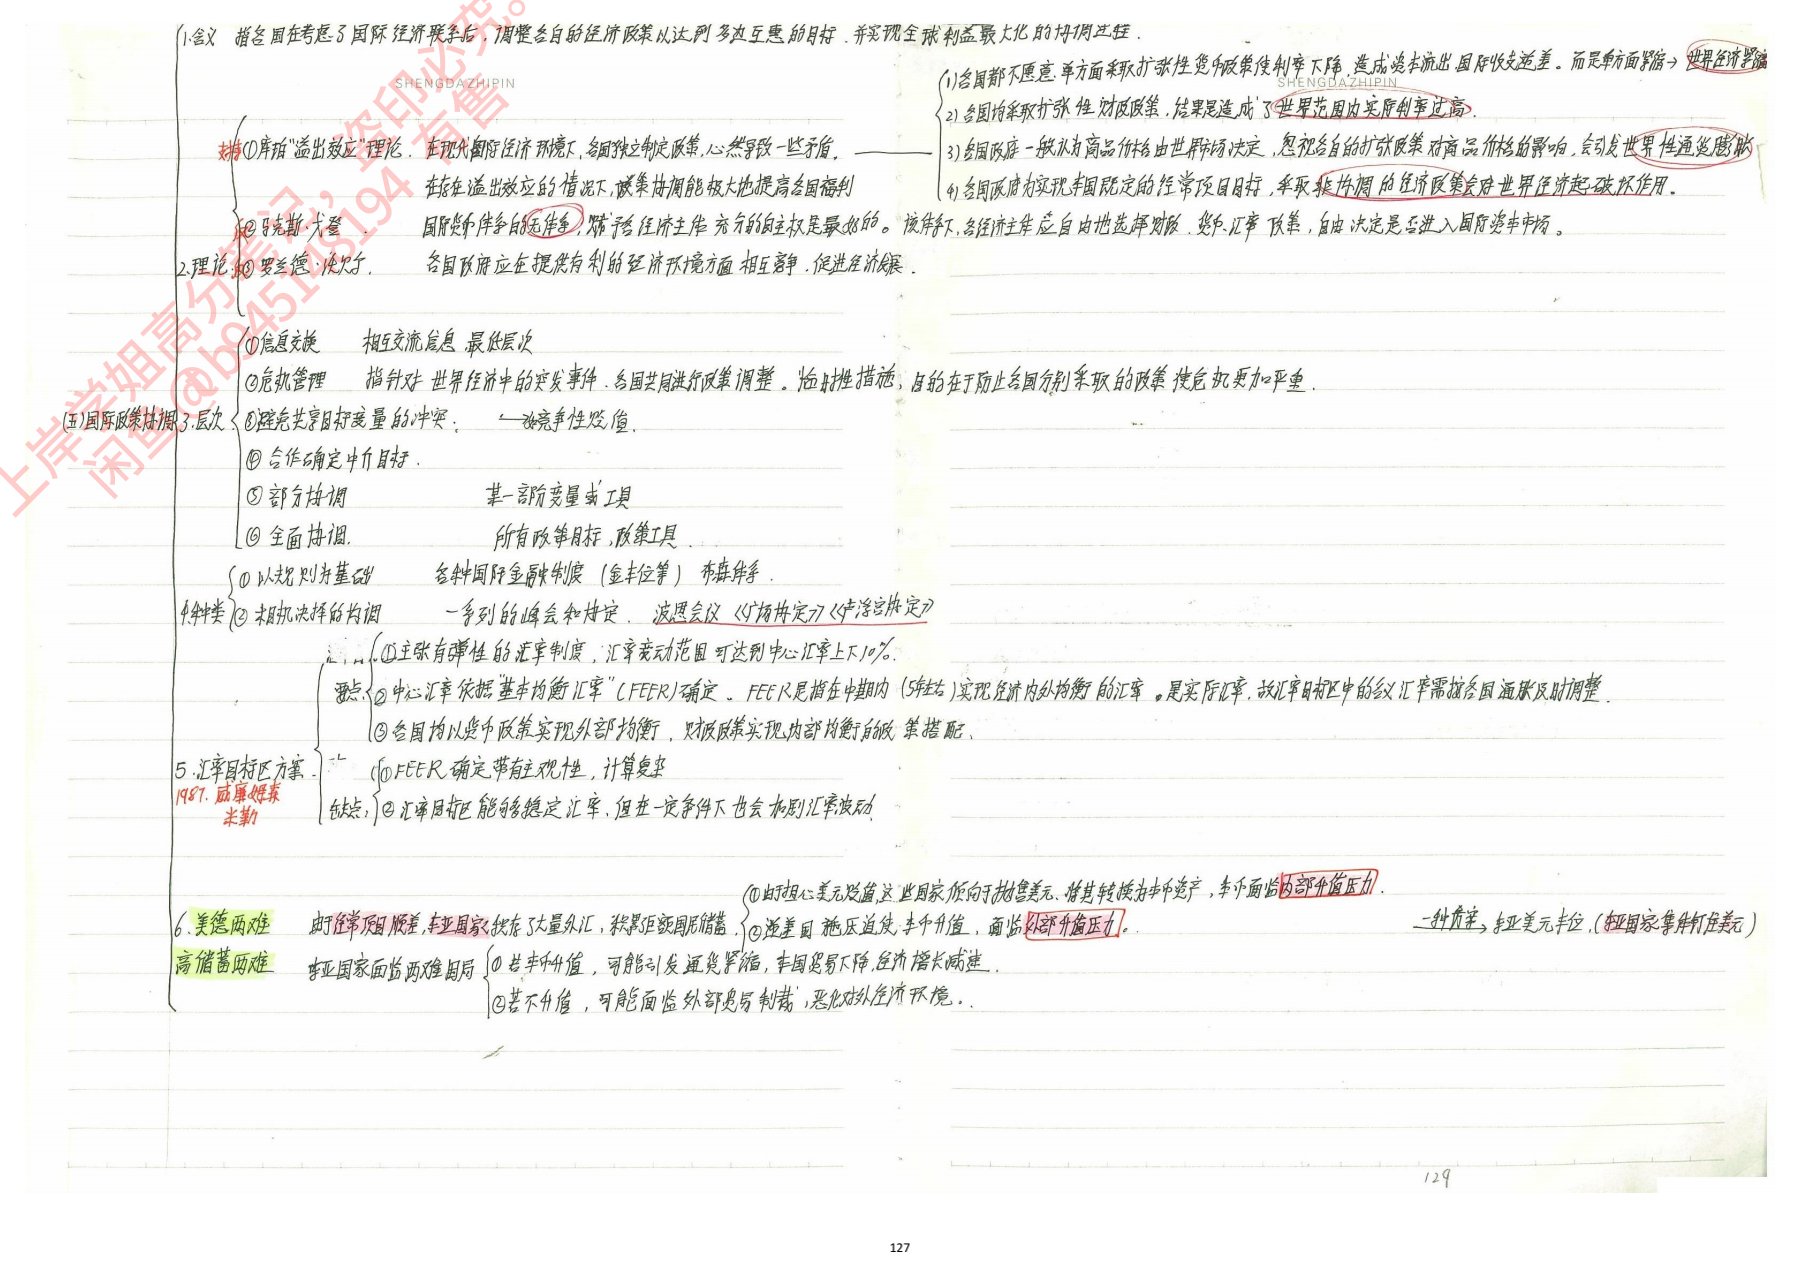 1.含义 指各国在考虑了国际经济联系后,调整各自的经济政策以达到多边互惠的目标.并实现全球利益最大化的协调过程.
SHENGDAZHIPIN SHENGDAZHIPIN
1)各国都不愿意单方面采取扩张性货币政策使利率下降,造成资本流出国际收支逆差。而是单方面紧缩→世界经济紧缩
2)各国均采取扩张性财政政策,结果是造成了世界范围内实际利率过高.
支持①库珀"溢出效应"理论. 在现代国际经济环境下,各国独立制定政策,必然导致一些矛盾.
3)各国政府一般认为商品价格由世界市场决定,忽视各自的扩张政策对商品价格的影响,会引发世界性通货膨胀
在存在溢出效应的情况下,政策协调能极大地提高各国福利
4)各国政府为实现本国既定的经常项目目标,采取非协调的经济政策会对世界经济起破坏作用.
②马克斯·戈登 国际货币体系的无体系,赋予各经济主体充分的自主权是最好的。该体系下,各经济主体应自由地选择财政.货币.汇率政策,自由决定是否进入国际资本市场。
2.理论 ③罗兰德·沃贝尔. 各国政府应在提供有利的经济环境方面相互竞争.促进经济发展.
①信息交换 相互交流信息 最低层次
②危机管理 指针对世界经济中的突发事件.各国共同进行政策调整。临时性措施,目的在于防止各国分别采取的政策使危机更加严重.
(五)国际政策协调 3.层次 ③避免共享目标变量的冲突. 如竞争性贬值.
④合作确定中介目标.
⑤部分协调 某一部分变量或工具
⑥全面协调. 所有政策目标,政策工具.
①以规则为基础 各种国际金融制度(金本位等) 布森体系.
4.种类 ②相机决择的协调 一系列的峰会和协定. 波恩会议《广场协定》《卢浮宫协定》
①主张有弹性的汇率制度,汇率变动范围可达到中心汇率上下10%.
要点 ②中心汇率依据"基本均衡汇率"(FEER)确定。FEER是指在中期内(5年左右)实现经济内外均衡的汇率。是实际汇率,故汇率目标区中的名义汇率需按各国通胀及时调整.
③各国均以货币政策实现外部均衡.财政政策实现内部均衡的政策搭配.
5.汇率目标区方案. ①FEER确定带有主观性,计算复杂
1987.威廉姆森
米勒
缺点: ②汇率目标区能够稳定汇率,但在一定条件下也会加剧汇率波动.
①由于担心美元贬值,这些国家倾向于抛售美元、将其转换为本币资产,本币面临内部升值压力.
6.美德两难 由于经常项目顺差,东亚国家积存了大量外汇,积累巨额国民储蓄. ②逆差国施压迫使本币升值,面临外部升值压力。 东亚美元本位.(东亚国家集体钉住美元)
高储蓄两难 东亚国家面临两难困局 ①若本币升值,可能引发通货紧缩,本国贸易下降,经济增长减速.
②若不升值,可能面临外部贸易制裁,恶化对外经济环境。
上岸学姐高分笔记,盗印必究。
闲鱼@b945148194有售
129
127